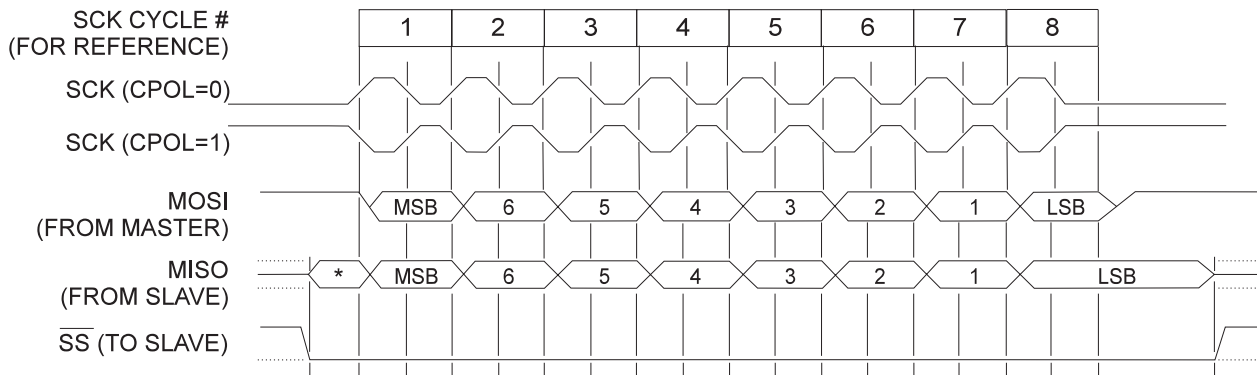 SCK CYCLE #
(FOR REFERENCE)
1 2 3 4 5 6 7 8
SCK (CPOL=0)
SCK (CPOL=1)
MOSI
(FROM MASTER)
MSB 6 5 4 3 2 1 LSB
MISO
(FROM SLAVE)
* MSB 6 5 4 3 2 1 LSB
SS (TO SLAVE)